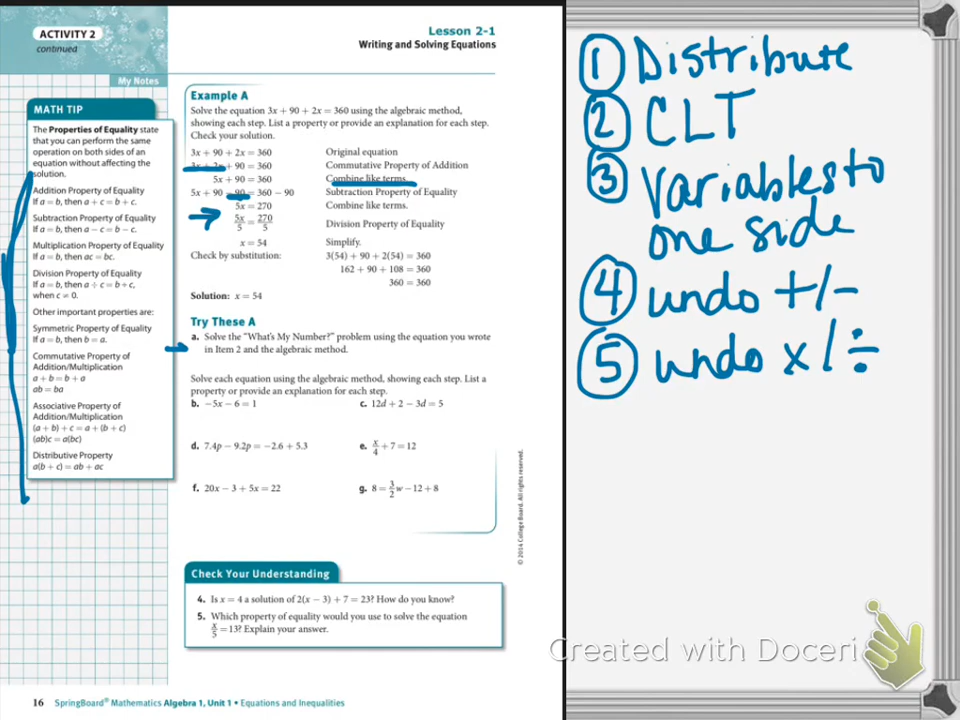 ACTIVITY 2
continued
Lesson 2-1
Writing and Solving Equations
My Notes
MATH TIP
The Properties of Equality state
that you can perform the same
operation on both sides of an
equation without affecting the
solution.
Addition Property of Equality
If a = b, then a + c = b + c.
Subtraction Property of Equality
If a = b, then a − c = b − c.
Multiplication Property of Equality
If a = b, then ac = bc.
Division Property of Equality
If a = b, then a ÷ c = b ÷ c,
when c ≠ 0.
Other important properties are:
Symmetric Property of Equality
If a = b, then b = a.
Commutative Property of
Addition/Multiplication
a + b = b + a
ab = ba
Associative Property of
Addition/Multiplication
(a + b) + c = a + (b + c)
(ab)c = a(bc)
Distributive Property
a(b + c) = ab + ac
Example A
Solve the equation 3x + 90 + 2x = 360 using the algebraic method,
showing each step. List a property or provide an explanation for each step.
Check your solution.
3x + 90 + 2x = 360 Original equation
3x + 2x + 90 = 360 Commutative Property of Addition
5x + 90 = 360 Combine like terms.
5x + 90 − 90 = 360 − 90 Subtraction Property of Equality
5x = 270 Combine like terms.
5x/5 = 270/5 Division Property of Equality
x = 54 Simplify.
Check by substitution: 3(54) + 90 + 2(54) = 360
162 + 90 + 108 = 360
360 = 360
Solution: x = 54
Try These A
a. Solve the "What's My Number?" problem using the equation you wrote
in Item 2 and the algebraic method.
Solve each equation using the algebraic method, showing each step. List a
property or provide an explanation for each step.
b. −5x − 6 = 1 c. 12d + 2 − 3d = 5
d. 7.4p − 9.2p = −2.6 + 5.3 e. x/4 + 7 = 12
f. 20x − 3 + 5x = 22 g. 8 = 3/2 w − 12 + 8
© 2014 College Board. All rights reserved.
Check Your Understanding
4. Is x = 4 a solution of 2(x − 3) + 7 = 23? How do you know?
5. Which property of equality would you use to solve the equation
x/5 = 13? Explain your answer.
16 SpringBoard® Mathematics Algebra 1, Unit 1 • Equations and Inequalities
① Distribute
② CLT
③ Variables to
one side
④ undo +/−
⑤ undo x/÷
Created with Doceri